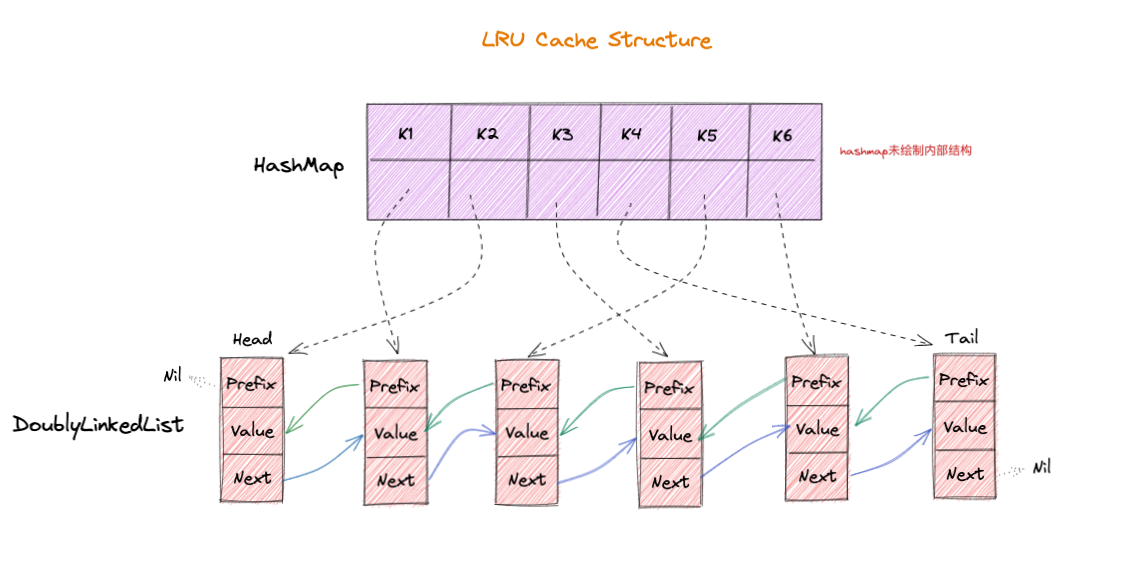 LRU Cache Structure
K1
K2
K3
K4
K5
K6
HashMap
hashmap未绘制内部结构
Head
Tail
Nil
Prefix
Prefix
Prefix
Prefix
Prefix
Prefix
DoublyLinkedList
Value
Value
Value
Value
Value
Value
Next
Next
Next
Next
Next
Next
Nil